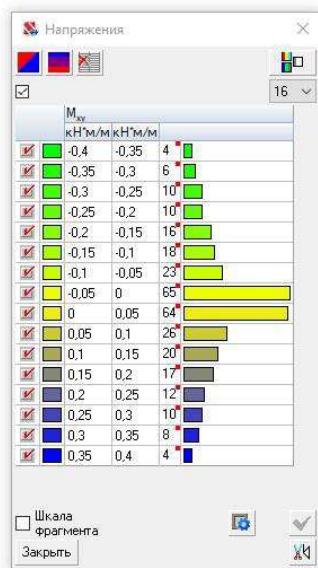 Напряжения
16
Mxy
кН*м/м кН*м/м
-0,4 -0,35 4
-0,35 -0,3 6
-0,3 -0,25 10
-0,25 -0,2 10
-0,2 -0,15 16
-0,15 -0,1 18
-0,1 -0,05 23
-0,05 0 65
0 0,05 64
0,05 0,1 26
0,1 0,15 20
0,15 0,2 17
0,2 0,25 12
0,25 0,3 10
0,3 0,35 8
0,35 0,4 4
Шкала
фрагмента
Закрыть